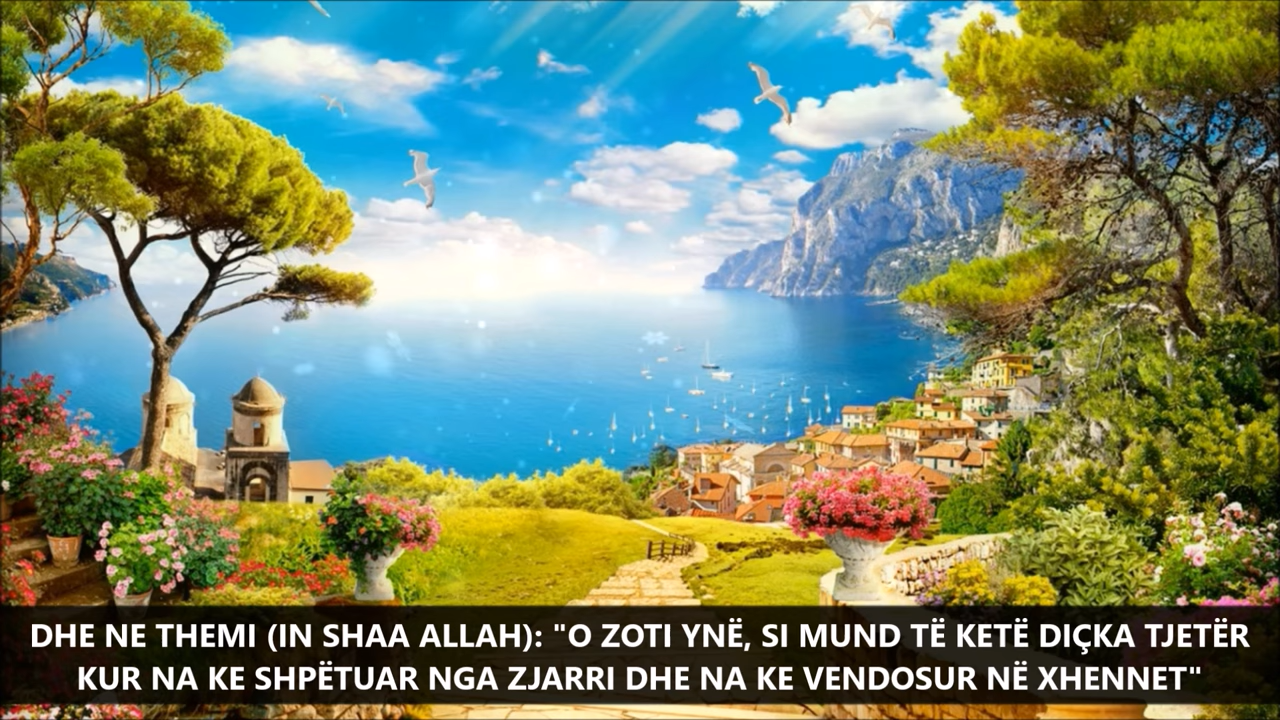 DHE NE THEMI (IN SHAA ALLAH): "O ZOTI YNË, SI MUND TË KETË DIÇKA TJETËR
KUR NA KE SHPËTUAR NGA ZJARRI DHE NA KE VENDOSUR NË XHENNET"